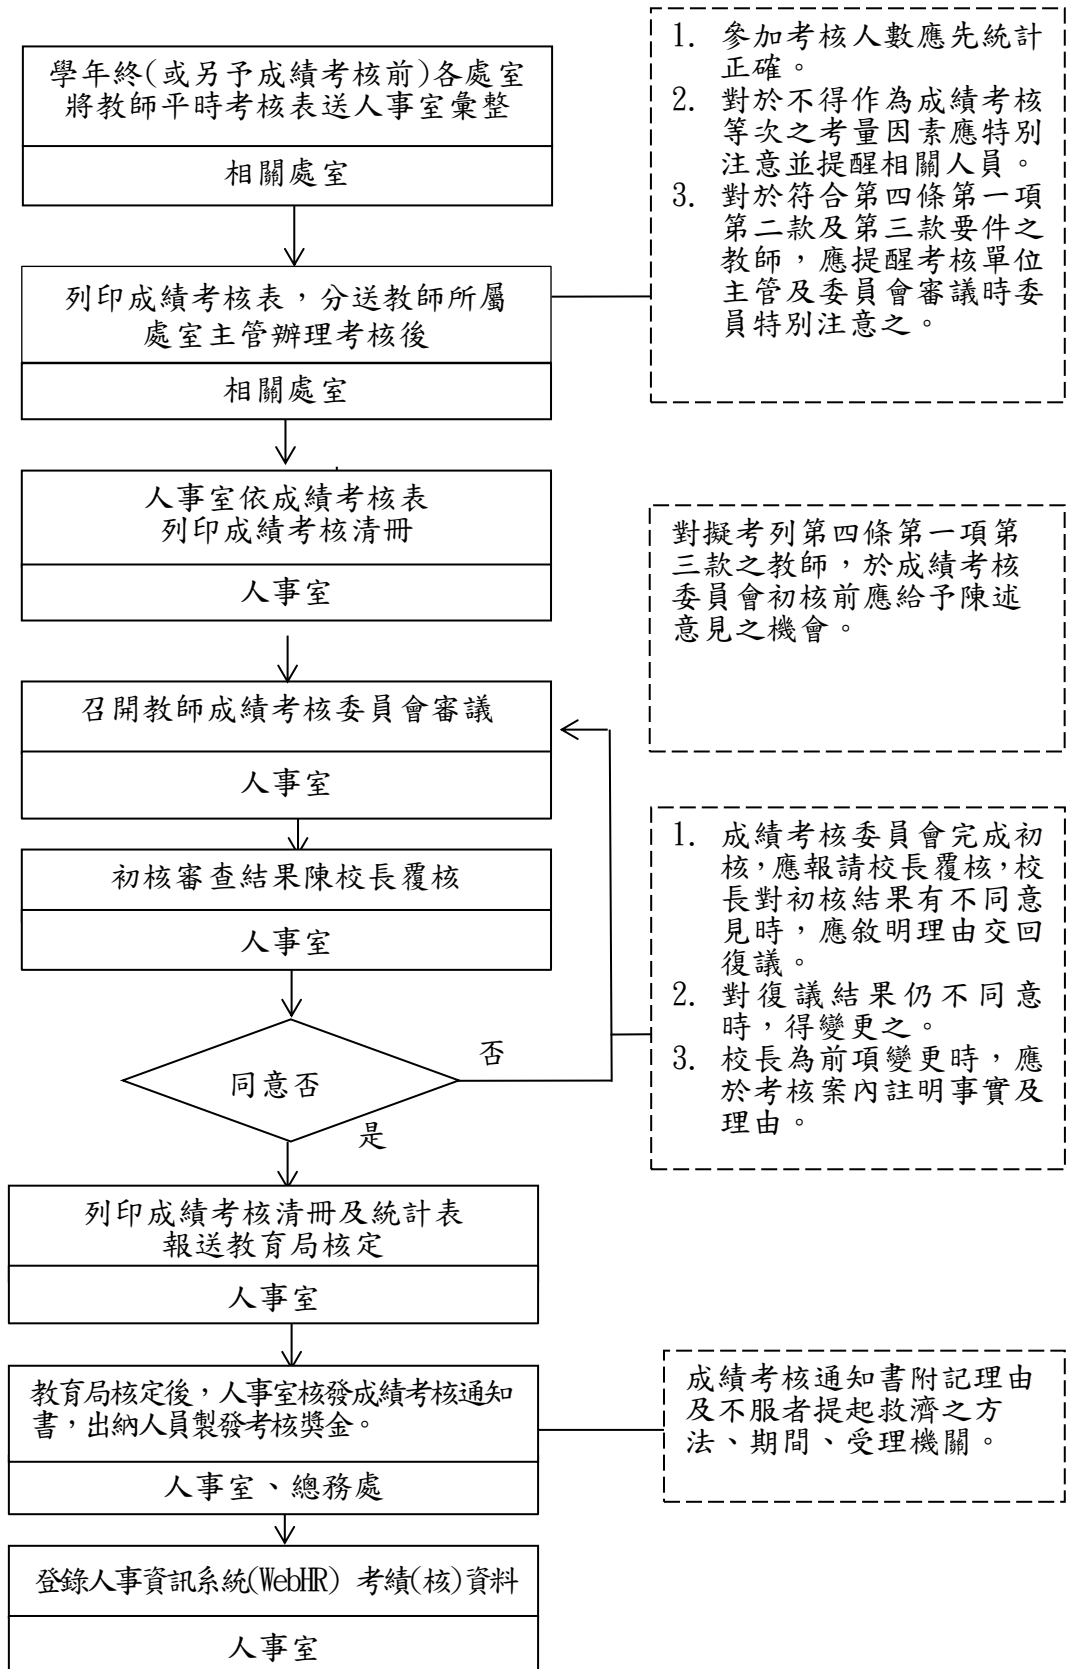 學年終(或另予成績考核前)各處室
將教師平時考核表送人事室彙整
相關處室
1. 參加考核人數應先統計
正確。
2. 對於不得作為成績考核
等次之考量因素應特別
注意並提醒相關人員。
3. 對於符合第四條第一項
第二款及第三款要件之
教師，應提醒考核單位
主管及委員會審議時委
員特別注意之。
列印成績考核表，分送教師所屬
處室主管辦理考核後
相關處室
人事室依成績考核表
列印成績考核清冊
人事室
對擬考列第四條第一項第
三款之教師，於成績考核
委員會初核前應給予陳述
意見之機會。
召開教師成績考核委員會審議
人事室
初核審查結果陳校長覆核
人事室
1. 成績考核委員會完成初
核，應報請校長覆核，校
長對初核結果有不同意
見時，應敘明理由交回
復議。
2. 對復議結果仍不同意
時，得變更之。
3. 校長為前項變更時，應
於考核案內註明事實及
理由。
同意否
否
是
列印成績考核清冊及統計表
報送教育局核定
人事室
教育局核定後，人事室核發成績考核通知
書，出納人員製發考核獎金。
人事室、總務處
成績考核通知書附記理由
及不服者提起救濟之方
法、期間、受理機關。
登錄人事資訊系統(WebHR) 考績(核)資料
人事室